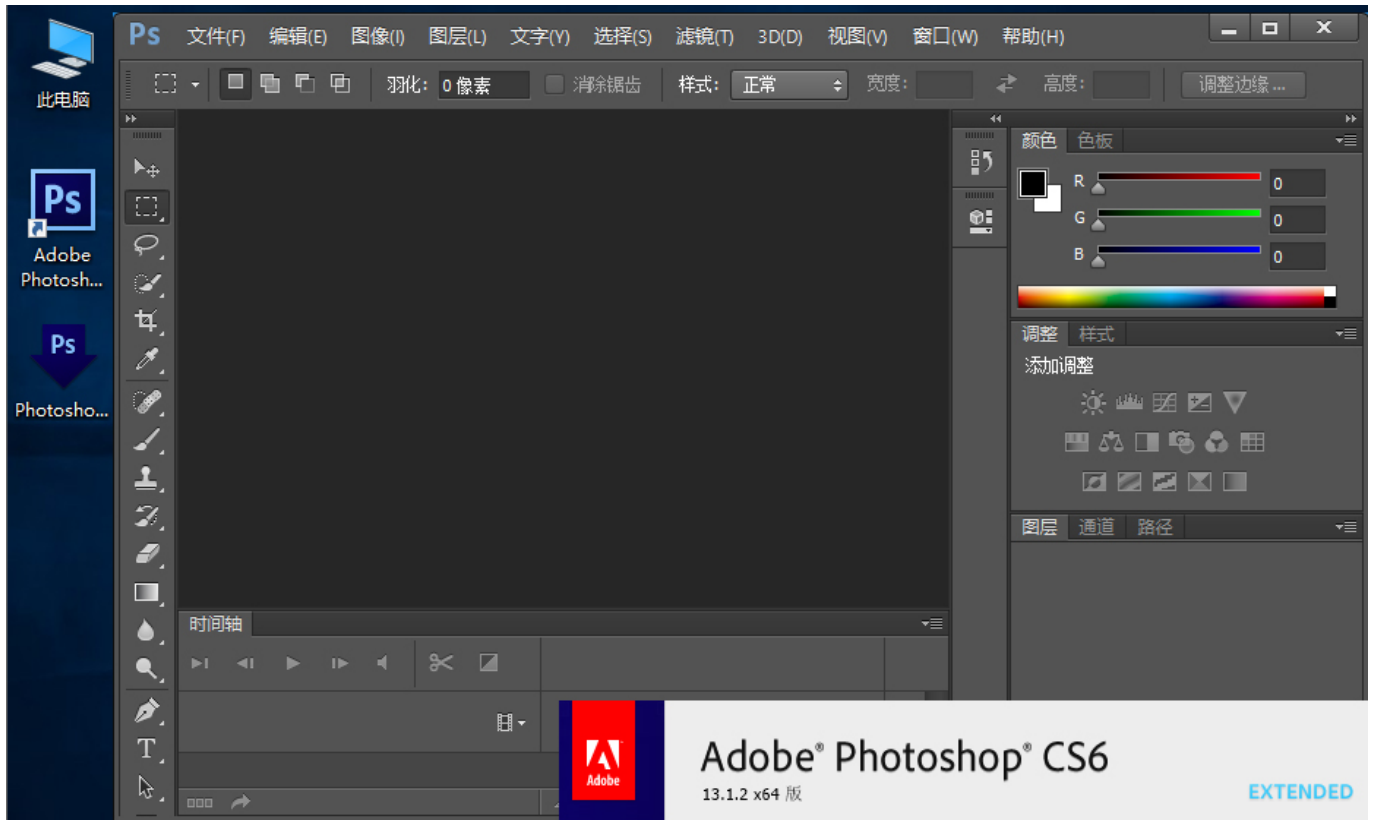 此电脑
Ps
Adobe
Photosh...
Ps
Photosho...
Ps 文件(F) 编辑(E) 图像(I) 图层(L) 文字(Y) 选择(S) 滤镜(T) 3D(D) 视图(V) 窗口(W) 帮助(H)
羽化: 0 像素 消除锯齿 样式: 正常 宽度: 高度: 调整边缘 ...
颜色 色板
R 0
G 0
B 0
调整 样式
添加调整
图层 通道 路径
时间轴
T
Adobe
Adobe® Photoshop® CS6
13.1.2 x64 版
EXTENDED